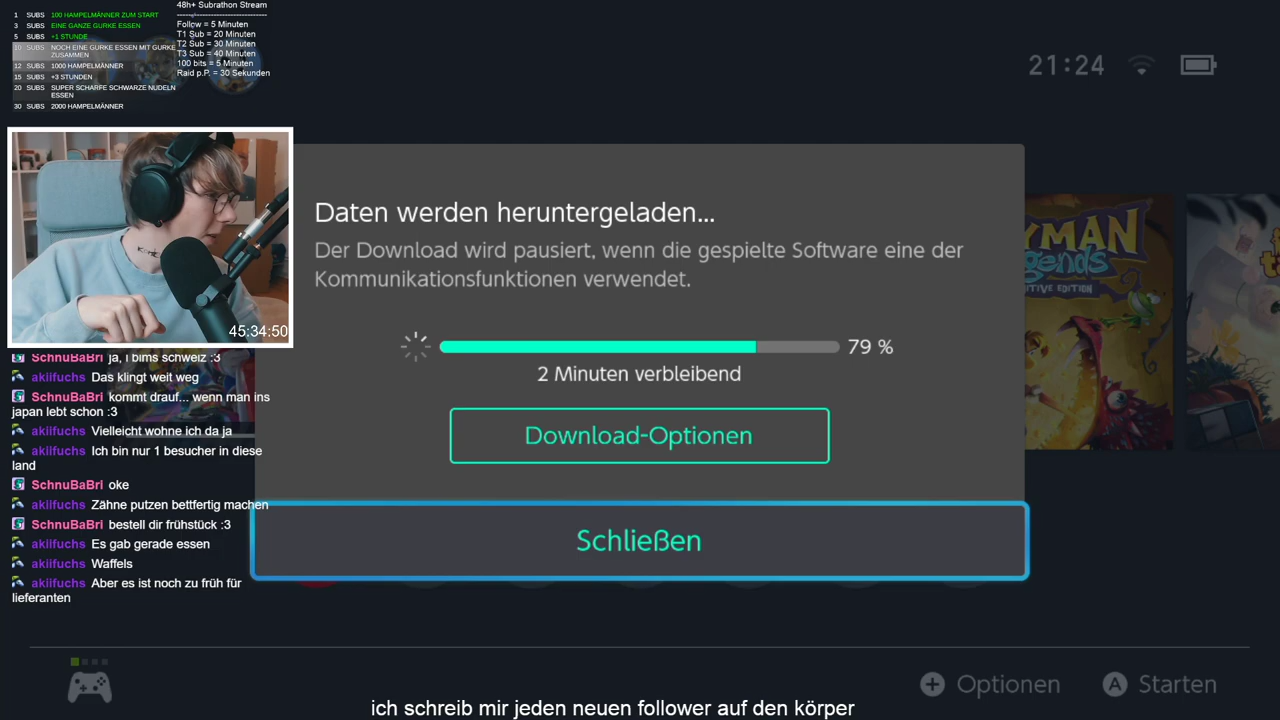 1 SUBS 100 HAMPELMÄNNER ZUM START
3 SUBS EINE GANZE GURKE ESSEN
5 SUBS +1 STUNDE
10 SUBS NOCH EINE GURKE ESSEN MIT GURKE
ZUSAMMEN
12 SUBS 1000 HAMPELMÄNNER
15 SUBS +3 STUNDEN
20 SUBS SUPER SCHARFE SCHWARZE NUDELN
ESSEN
30 SUBS 2000 HAMPELMÄNNER
48h+ Subrathon Stream
----------------------------
Follow = 5 Minuten
T1 Sub = 20 Minuten
T2 Sub = 30 Minuten
T3 Sub = 40 Minuten
100 bits = 5 Minuten
Raid p.P. = 30 Sekunden
21:24
45:34:50
Daten werden heruntergeladen...
Der Download wird pausiert, wenn die gespielte Software eine der
Kommunikationsfunktionen verwendet.
79 %
2 Minuten verbleibend
Download-Optionen
Schließen
YMAN
gends
ITIVE EDITION
SchnuBaBri ja, i bims schweiz :3
akiifuchs Das klingt weit weg
SchnuBaBri kommt drauf... wenn man ins
japan lebt schon :3
akiifuchs Vielleicht wohne ich da ja
akiifuchs Ich bin nur 1 besucher in diese
land
SchnuBaBri oke
akiifuchs Zähne putzen bettfertig machen
SchnuBaBri bestell dir frühstück :3
akiifuchs Es gab gerade essen
akiifuchs Waffels
akiifuchs Aber es ist noch zu früh für
lieferanten
+ Optionen
A Starten
ich schreib mir jeden neuen follower auf den körper